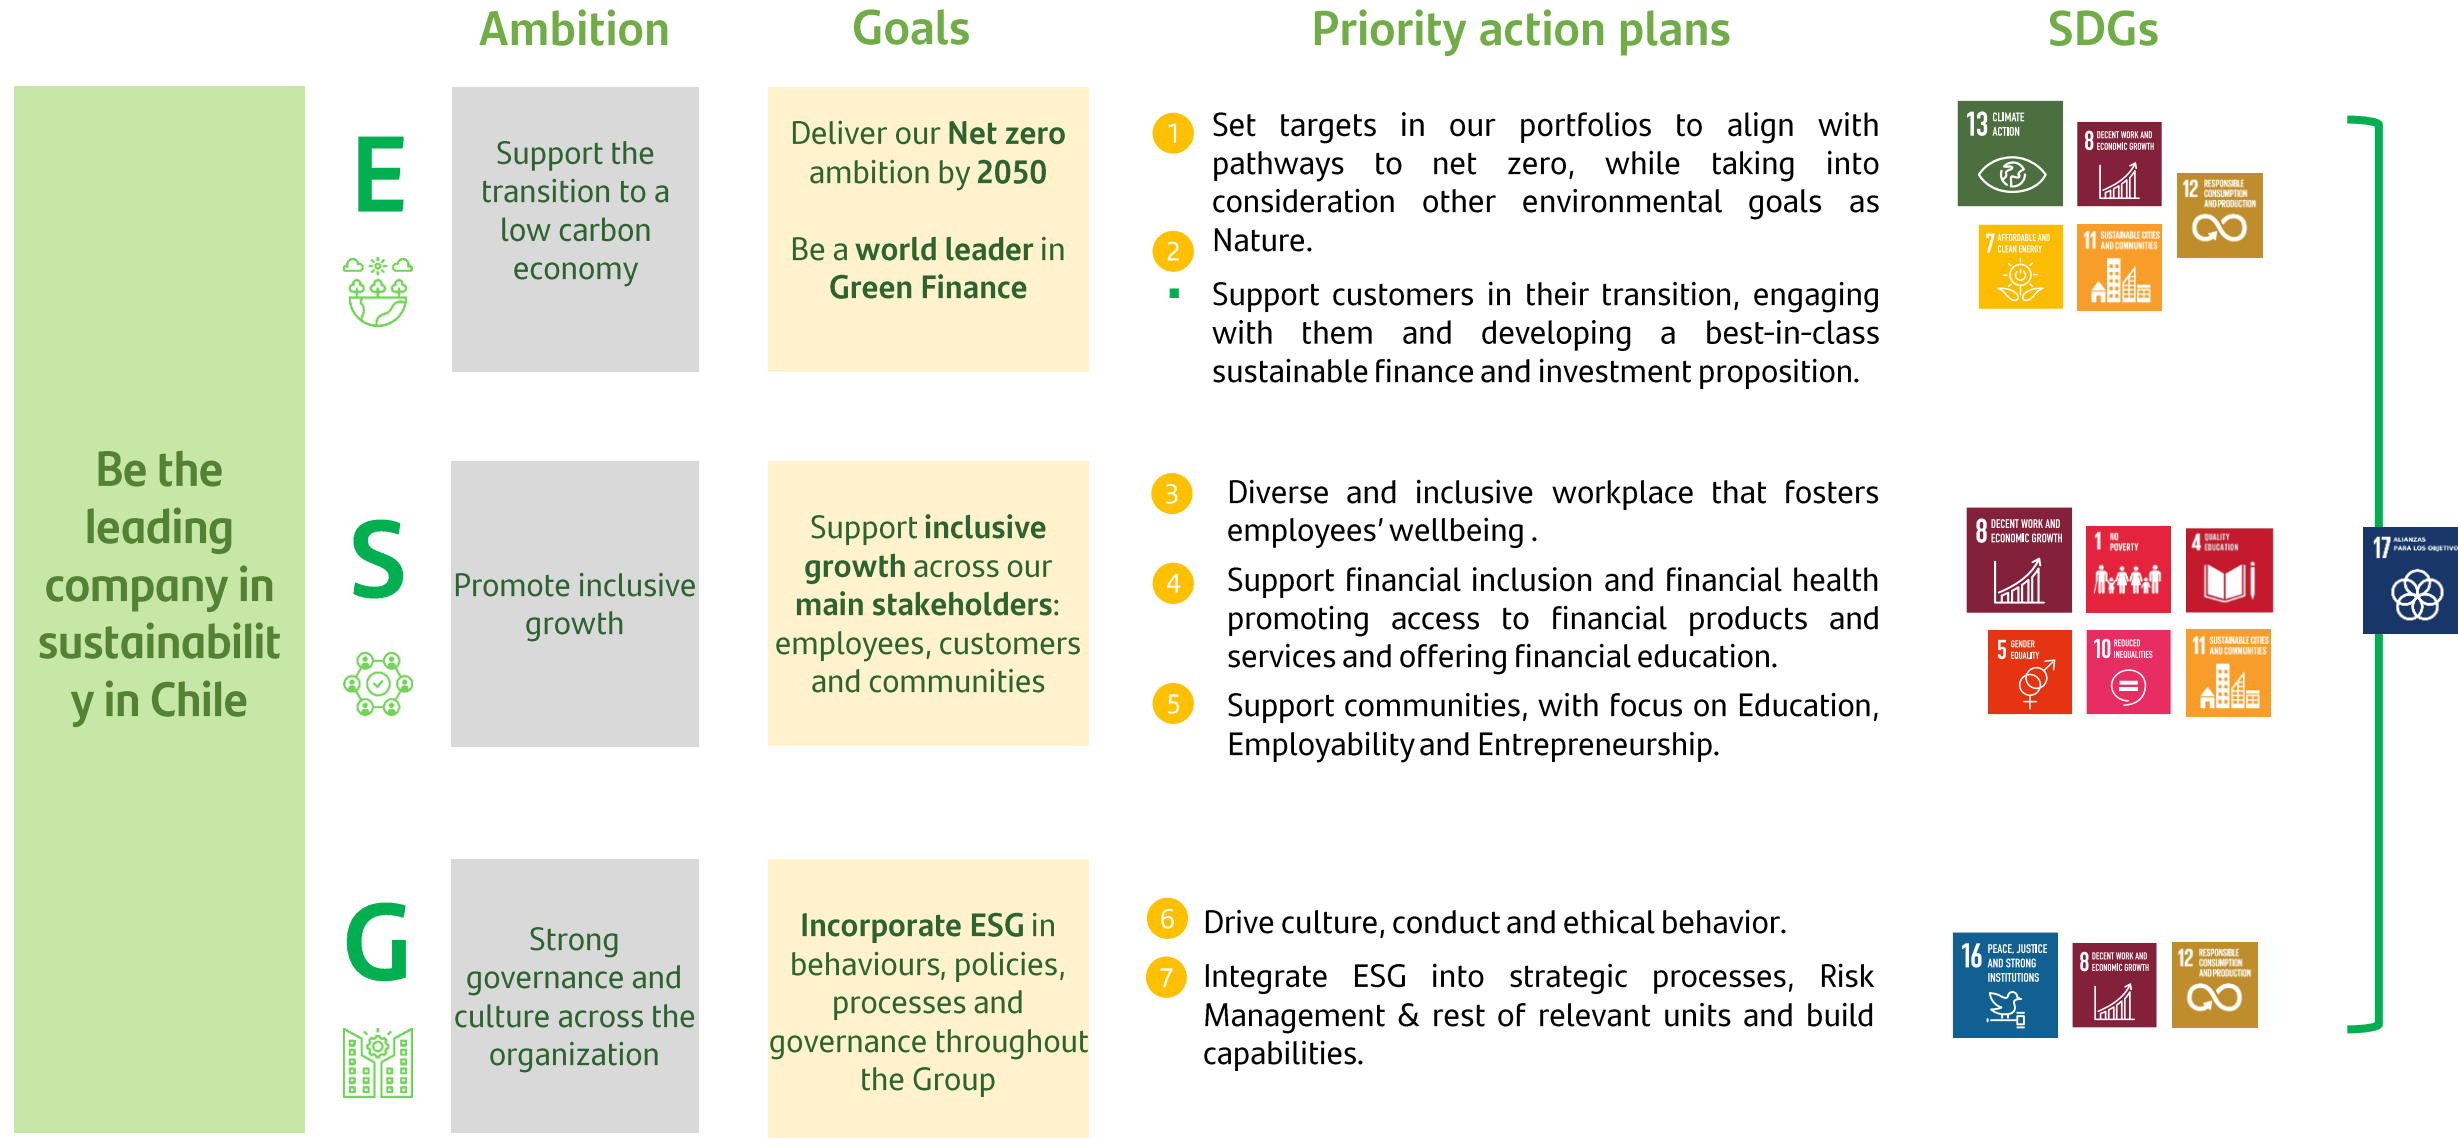 Ambition
Goals
Priority action plans
SDGs
Be the
leading
company in
sustainabilit
y in Chile
E
Support the
transition to a
low carbon
economy
Deliver our Net zero
ambition by 2050
Be a world leader in
Green Finance
1
Set targets in our portfolios to align with
pathways to net zero, while taking into
consideration other environmental goals as
2
Nature.
Support customers in their transition, engaging
with them and developing a best-in-class
sustainable finance and investment proposition.
13 CLIMATE
ACTION
8 DECENT WORK AND
ECONOMIC GROWTH
12 RESPONSIBLE
CONSUMPTION
AND PRODUCTION
7 AFFORDABLE AND
CLEAN ENERGY
11 SUSTAINABLE CITIES
AND COMMUNITIES
S
Promote inclusive
growth
Support inclusive
growth across our
main stakeholders:
employees, customers
and communities
3
Diverse and inclusive workplace that fosters
employees’ wellbeing .
4
Support financial inclusion and financial health
promoting access to financial products and
services and offering financial education.
5
Support communities, with focus on Education,
Employability and Entrepreneurship.
8 DECENT WORK AND
ECONOMIC GROWTH
1 NO
POVERTY
4 QUALITY
EDUCATION
5 GENDER
EQUALITY
10 REDUCED
INEQUALITIES
11 SUSTAINABLE CITIES
AND COMMUNITIES
17 ALIANZAS
PARA LOS OBJETIVO
G
Strong
governance and
culture across the
organization
Incorporate ESG in
behaviours, policies,
processes and
governance throughout
the Group
6
Drive culture, conduct and ethical behavior.
7
Integrate ESG into strategic processes, Risk
Management & rest of relevant units and build
capabilities.
16 PEACE, JUSTICE
AND STRONG
INSTITUTIONS
8 DECENT WORK AND
ECONOMIC GROWTH
12 RESPONSIBLE
CONSUMPTION
AND PRODUCTION